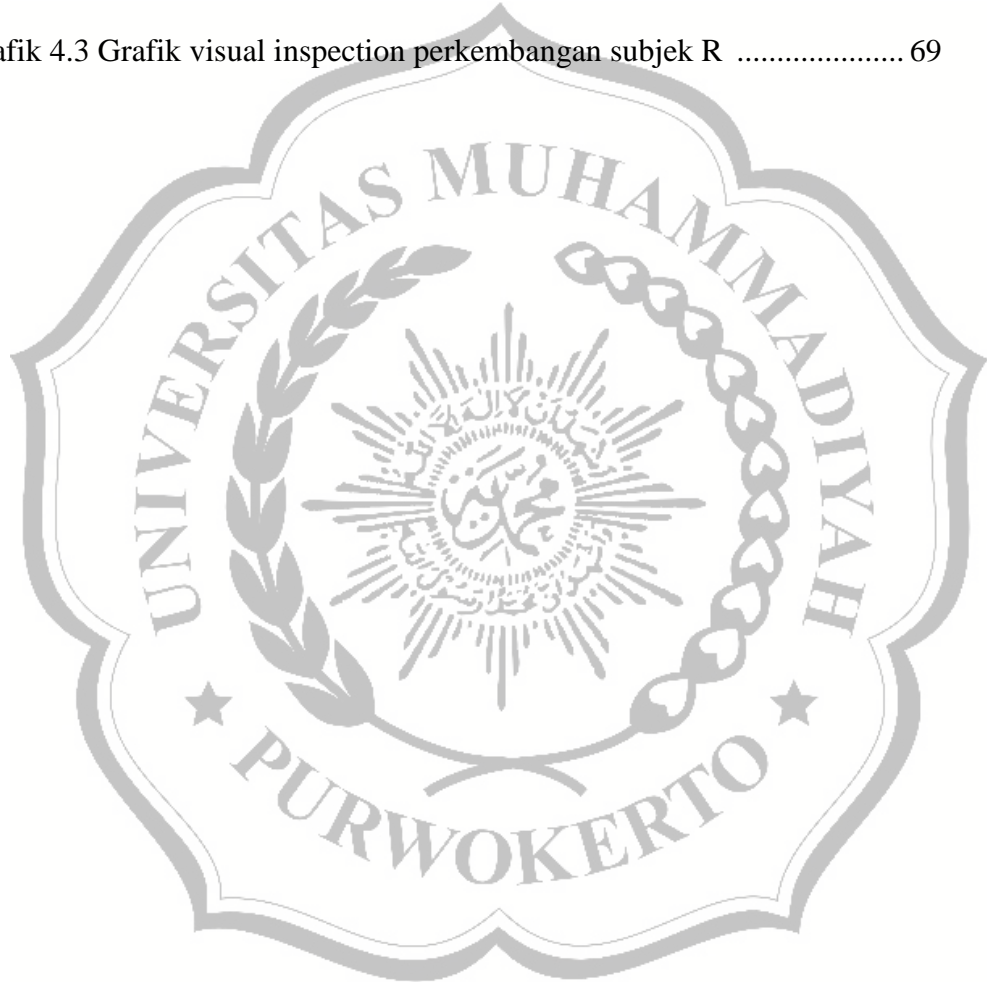 afik 4.3 Grafik visual inspection perkembangan subjek R .................... 69
UNIVERSITAS MUHAMMADIYAH
PURWOKERTO